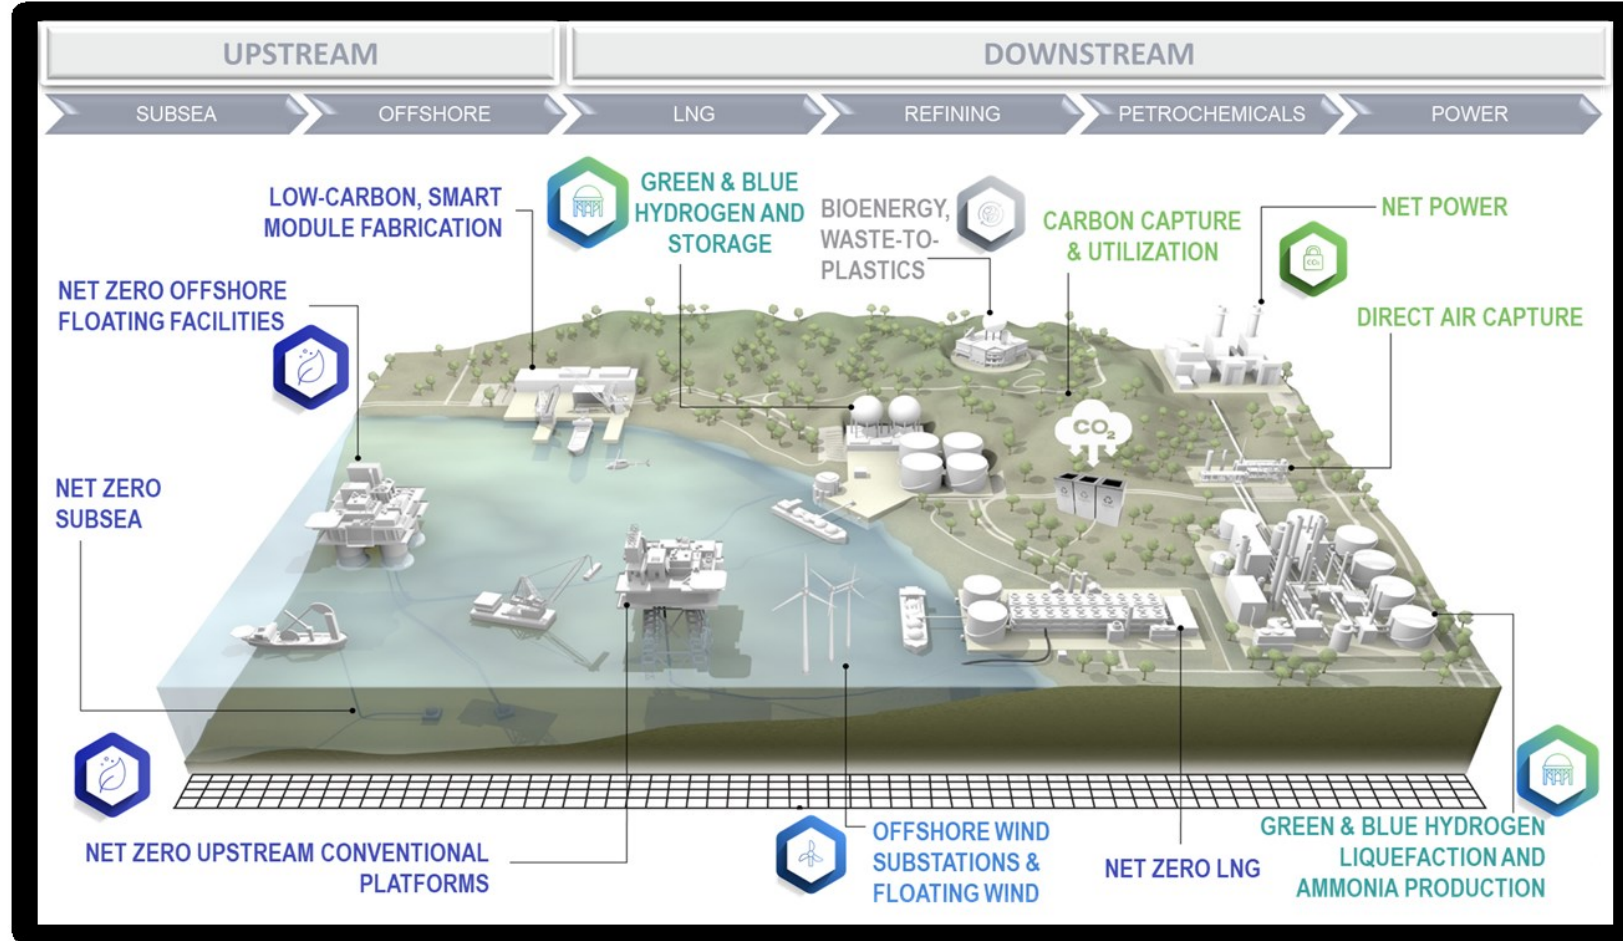 UPSTREAM
DOWNSTREAM
SUBSEA
OFFSHORE
LNG
REFINING
PETROCHEMICALS
POWER
LOW-CARBON, SMART
MODULE FABRICATION
GREEN & BLUE
HYDROGEN AND
STORAGE
BIOENERGY,
WASTE-TO-
PLASTICS
CARBON CAPTURE
& UTILIZATION
NET POWER
CO₂
DIRECT AIR CAPTURE
NET ZERO OFFSHORE
FLOATING FACILITIES
CO₂
NET ZERO
SUBSEA
NET ZERO UPSTREAM CONVENTIONAL
PLATFORMS
OFFSHORE WIND
SUBSTATIONS &
FLOATING WIND
NET ZERO LNG
GREEN & BLUE HYDROGEN
LIQUEFACTION AND
AMMONIA PRODUCTION